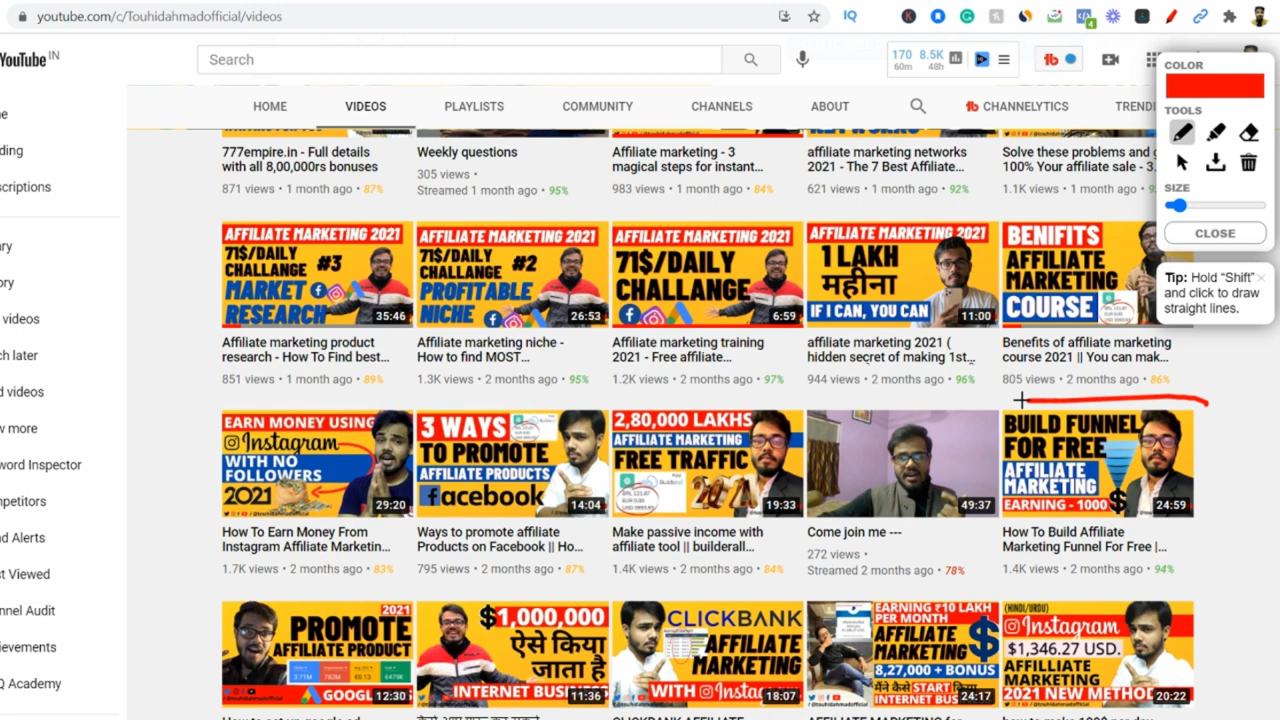 youtube.com/c/Touhidahmadofficial/videos
IQ
4
YouTube IN
Search
170 8.5K
60m 48h
COLOR
HOME VIDEOS PLAYLISTS COMMUNITY CHANNELS ABOUT CHANNELYTICS TRENDI
TOOLS
SIZE
CLOSE
Tip: Hold "Shift" and click to draw straight lines.
ding
scriptions
ary
ory
videos
ch later
d videos
w more
word Inspector
mpetitors
nd Alerts
t Viewed
nnel Audit
ievements
Q Academy
777empire.in - Full details
with all 8,00,000rs bonuses
871 views • 1 month ago • 87%
Weekly questions
305 views •
Streamed 1 month ago • 95%
Affiliate marketing - 3
magical steps for instant...
983 views • 1 month ago • 84%
affiliate marketing networks
2021 - The 7 Best Affiliate...
621 views • 1 month ago • 92%
Solve these problems and g
100% Your affiliate sale - 3.
1.1K views • 1 month ago •
AFFILIATE MARKETING 2021
71$/DAILY
CHALLANGE #3
MARKET
RESEARCH
35:46
Affiliate marketing product
research - How To Find best...
851 views • 1 month ago • 89%
AFFILIATE MARKETING 2021
71$/DAILY
CHALLANGE #2
PROFITABLE
NICHE
26:53
Affiliate marketing niche -
How to find MOST...
1.3K views • 2 months ago • 95%
AFFILIATE MARKETING 2021
71$/DAILY
CHALLANGE
6:59
Affiliate marketing training
2021 - Free affiliate...
1.2K views • 2 months ago • 97%
AFFILIATE MARKETING 2021
1 LAKH
महीना
IF I CAN, YOU CAN
11:00
affiliate marketing 2021 (
hidden secret of making 1st...
944 views • 2 months ago • 96%
BENIFITS
AFFILIATE
MARKETING
COURSE
Benefits of affiliate marketing
course 2021 || You can mak...
805 views • 2 months ago • 86%
EARN MONEY USING
Instagram
WITH NO
FOLLOWERS
2021
29:20
How To Earn Money From
Instagram Affiliate Marketin...
1.7K views • 2 months ago • 83%
3 WAYS
TO PROMOTE
AFFILIATE PRODUCTS
facebook
14:04
Ways to promote affiliate
Products on Facebook || Ho...
795 views • 2 months ago • 87%
2,80,000 LAKHS
AFFILIATE MARKETING
FREE TRAFFIC
2021
19:33
Make passive income with
affiliate tool || builderall...
1.4K views • 2 months ago • 84%
49:37
Come join me ---
272 views •
Streamed 2 months ago • 78%
BUILD FUNNEL
FOR FREE
AFFILIATE
MARKETING
EARNING - 1000 $
24:59
How To Build Affiliate
Marketing Funnel For Free |...
1.4K views • 2 months ago • 94%
2021
PROMOTE
AFFILIATE PRODUCT
GOOGL
12:30
$1,000,000
ऐसे किया
जाता है
INTERNET BUSIN
11:36
CLICKBANK
AFFILIATE
MARKETING
WITH Insta
18:07
EARNING ₹10 LAKH
PER MONTH
AFFILIATE
MARKETING
8,27,000 + BONUS
मैंने कैसे START किया
INTERNET BUS
24:17
(HINDI/URDU)
Instagram
$1,346.27 USD.
AFFILLIATE
MARKETING
2021 NEW METHOD
20:22